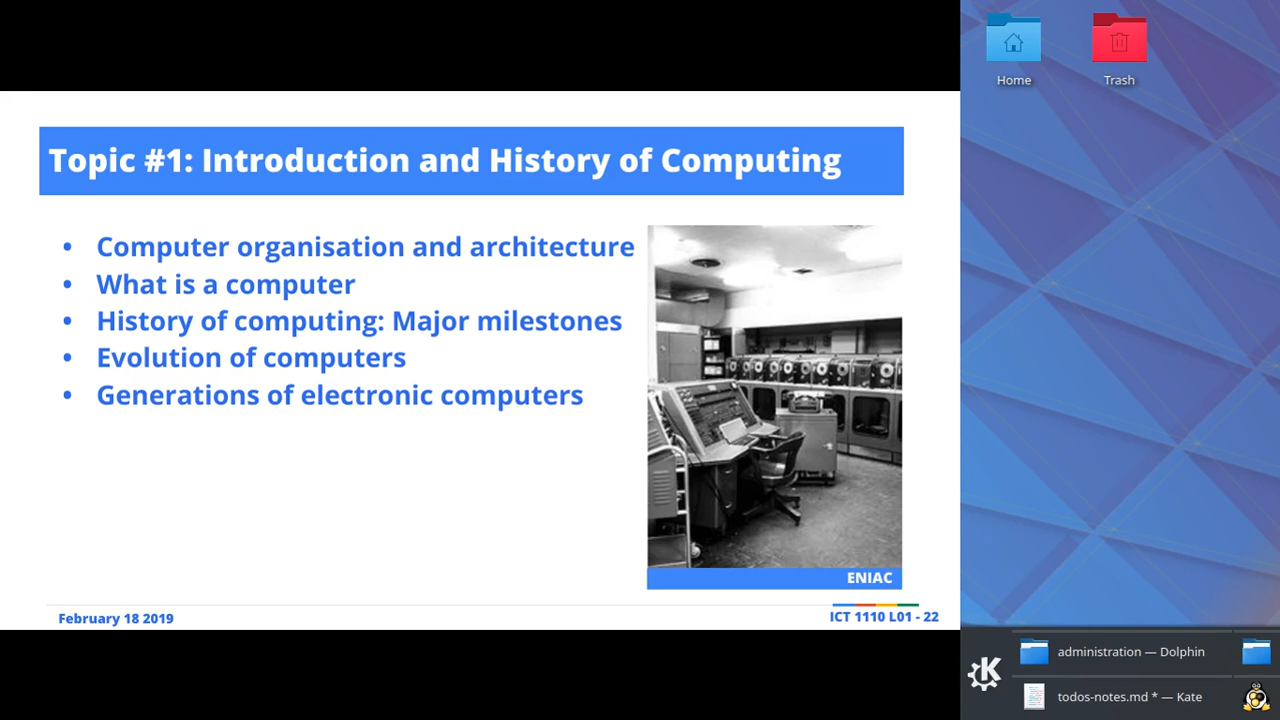 Topic #1: Introduction and History of Computing
• Computer organisation and architecture
• What is a computer
• History of computing: Major milestones
• Evolution of computers
• Generations of electronic computers
ENIAC
February 18 2019
ICT 1110 L01 - 22
Home
Trash
administration — Dolphin
todos-notes.md * — Kate